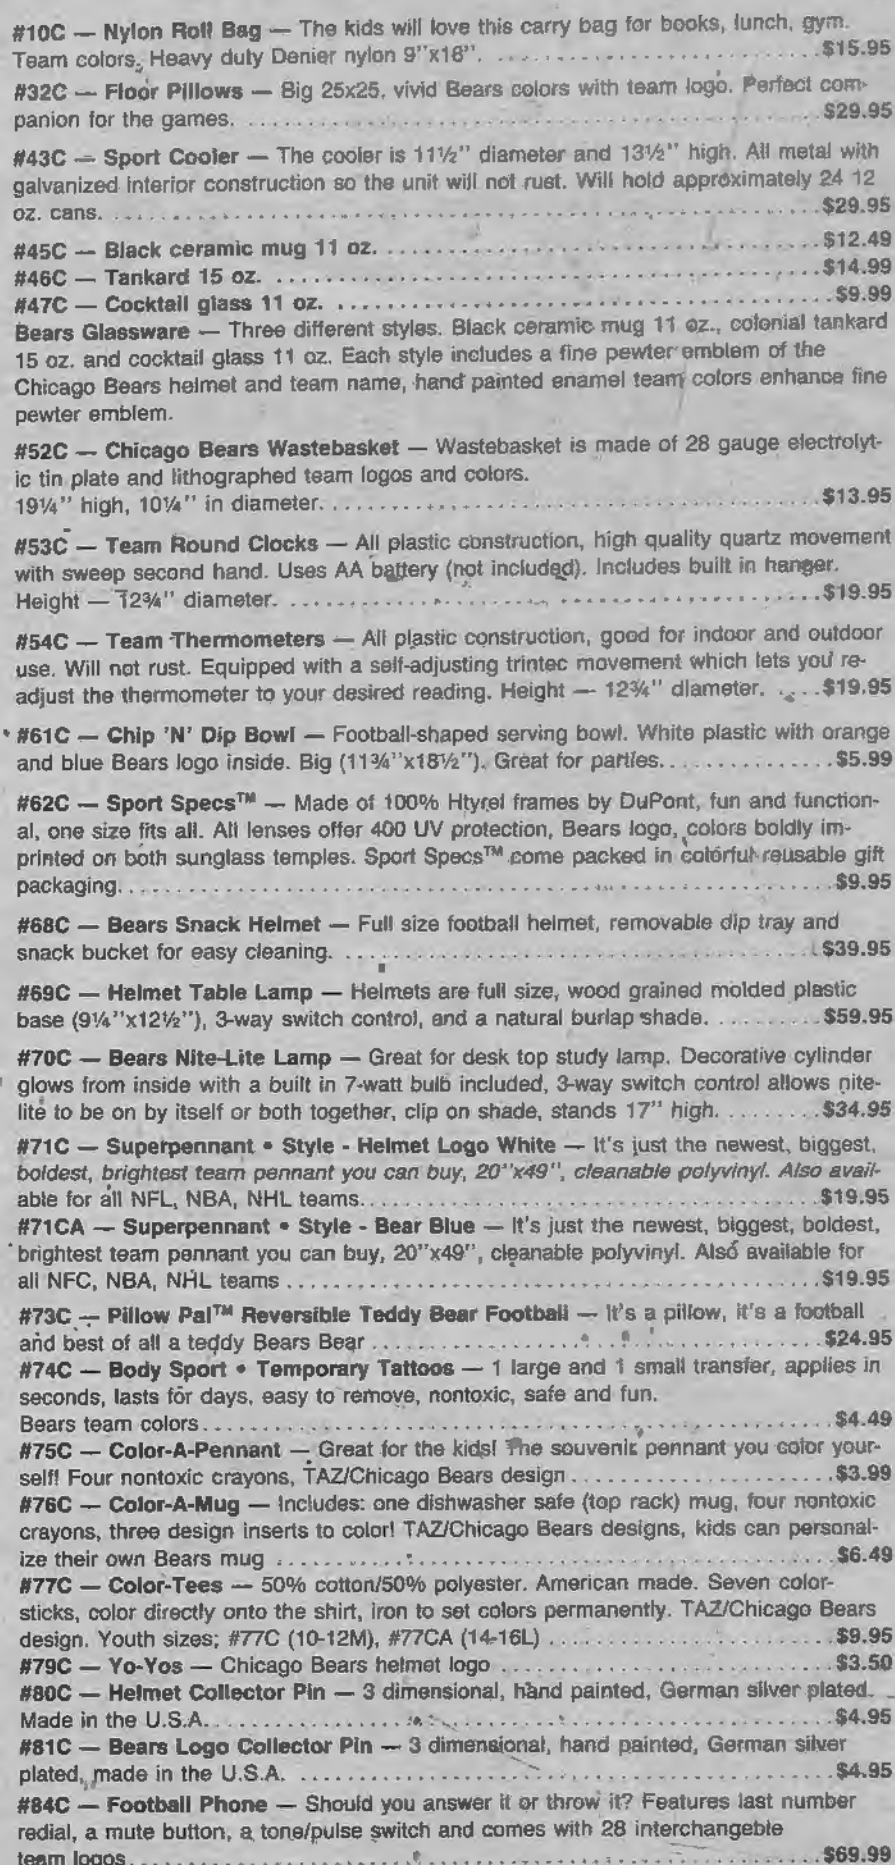 #10C — Nylon Roll Bag — The kids will love this carry bag for books, lunch, gym.
Team colors. Heavy duty Denier nylon 9"x16". $15.95
#32C — Floor Pillows — Big 25x25, vivid Bears colors with team logo. Perfect com-
panion for the games. $29.95
#43C — Sport Cooler — The cooler is 11½" diameter and 13½" high. All metal with
galvanized interior construction so the unit will not rust. Will hold approximately 24 12
oz. cans. $29.95
#45C — Black ceramic mug 11 oz. $12.49
#46C — Tankard 15 oz. $14.99
#47C — Cocktail glass 11 oz. $9.99
Bears Glassware — Three different styles. Black ceramic mug 11 oz., colonial tankard
15 oz. and cocktail glass 11 oz. Each style includes a fine pewter emblem of the
Chicago Bears helmet and team name, hand painted enamel team colors enhance fine
pewter emblem.
#52C — Chicago Bears Wastebasket — Wastebasket is made of 28 gauge electrolyt-
ic tin plate and lithographed team logos and colors.
19¼" high, 10¼" in diameter. $13.95
#53C — Team Round Clocks — All plastic construction, high quality quartz movement
with sweep second hand. Uses AA battery (not included). Includes built in hanger.
Height — 12¾" diameter. $19.95
#54C — Team Thermometers — All plastic construction, good for indoor and outdoor
use. Will not rust. Equipped with a self-adjusting trintec movement which lets you re-
adjust the thermometer to your desired reading. Height — 12¾" diameter. $19.95
#61C — Chip 'N' Dip Bowl — Football-shaped serving bowl. White plastic with orange
and blue Bears logo inside. Big (11¾"x18½"). Great for parties. $5.99
#62C — Sport Specs™ — Made of 100% Htyrel frames by DuPont, fun and function-
al, one size fits all. All lenses offer 400 UV protection, Bears logo, colors boldly im-
printed on both sunglass temples. Sport Specs™ come packed in colorful reusable gift
packaging. $9.95
#68C — Bears Snack Helmet — Full size football helmet, removable dip tray and
snack bucket for easy cleaning. $39.95
#69C — Helmet Table Lamp — Helmets are full size, wood grained molded plastic
base (9¼"x12½"), 3-way switch control, and a natural burlap shade. $59.95
#70C — Bears Nite-Lite Lamp — Great for desk top study lamp. Decorative cylinder
glows from inside with a built in 7-watt bulb included, 3-way switch control allows nite-
lite to be on by itself or both together, clip on shade, stands 17" high. $34.95
#71C — Superpennant • Style - Helmet Logo White — It's just the newest, biggest,
boldest, brightest team pennant you can buy, 20"x49", cleanable polyvinyl. Also avail-
able for all NFL, NBA, NHL teams. $19.95
#71CA — Superpennant • Style - Bear Blue — It's just the newest, biggest, boldest,
brightest team pennant you can buy, 20"x49", cleanable polyvinyl. Also available for
all NFC, NBA, NHL teams $19.95
#73C — Pillow Pal™ Reversible Teddy Bear Football — It's a pillow, it's a football
and best of all a teddy Bears Bear $24.95
#74C — Body Sport • Temporary Tattoos — 1 large and 1 small transfer, applies in
seconds, lasts for days, easy to remove, nontoxic, safe and fun.
Bears team colors $4.49
#75C — Color-A-Pennant — Great for the kids! The souvenir pennant you color your-
self! Four nontoxic crayons, TAZ/Chicago Bears design $3.99
#76C — Color-A-Mug — Includes: one dishwasher safe (top rack) mug, four nontoxic
crayons, three design inserts to color! TAZ/Chicago Bears designs, kids can personal-
ize their own Bears mug $6.49
#77C — Color-Tees — 50% cotton/50% polyester. American made. Seven color-
sticks, color directly onto the shirt, iron to set colors permanently. TAZ/Chicago Bears
design. Youth sizes; #77C (10-12M), #77CA (14-16L) $9.95
#79C — Yo-Yos — Chicago Bears helmet logo $3.50
#80C — Helmet Collector Pin — 3 dimensional, hand painted, German silver plated.
Made in the U.S.A. $4.95
#81C — Bears Logo Collector Pin — 3 dimensional, hand painted, German silver
plated, made in the U.S.A. $4.95
#84C — Football Phone — Should you answer it or throw it? Features last number
redial, a mute button, a tone/pulse switch and comes with 28 interchangeble
team logos $69.99